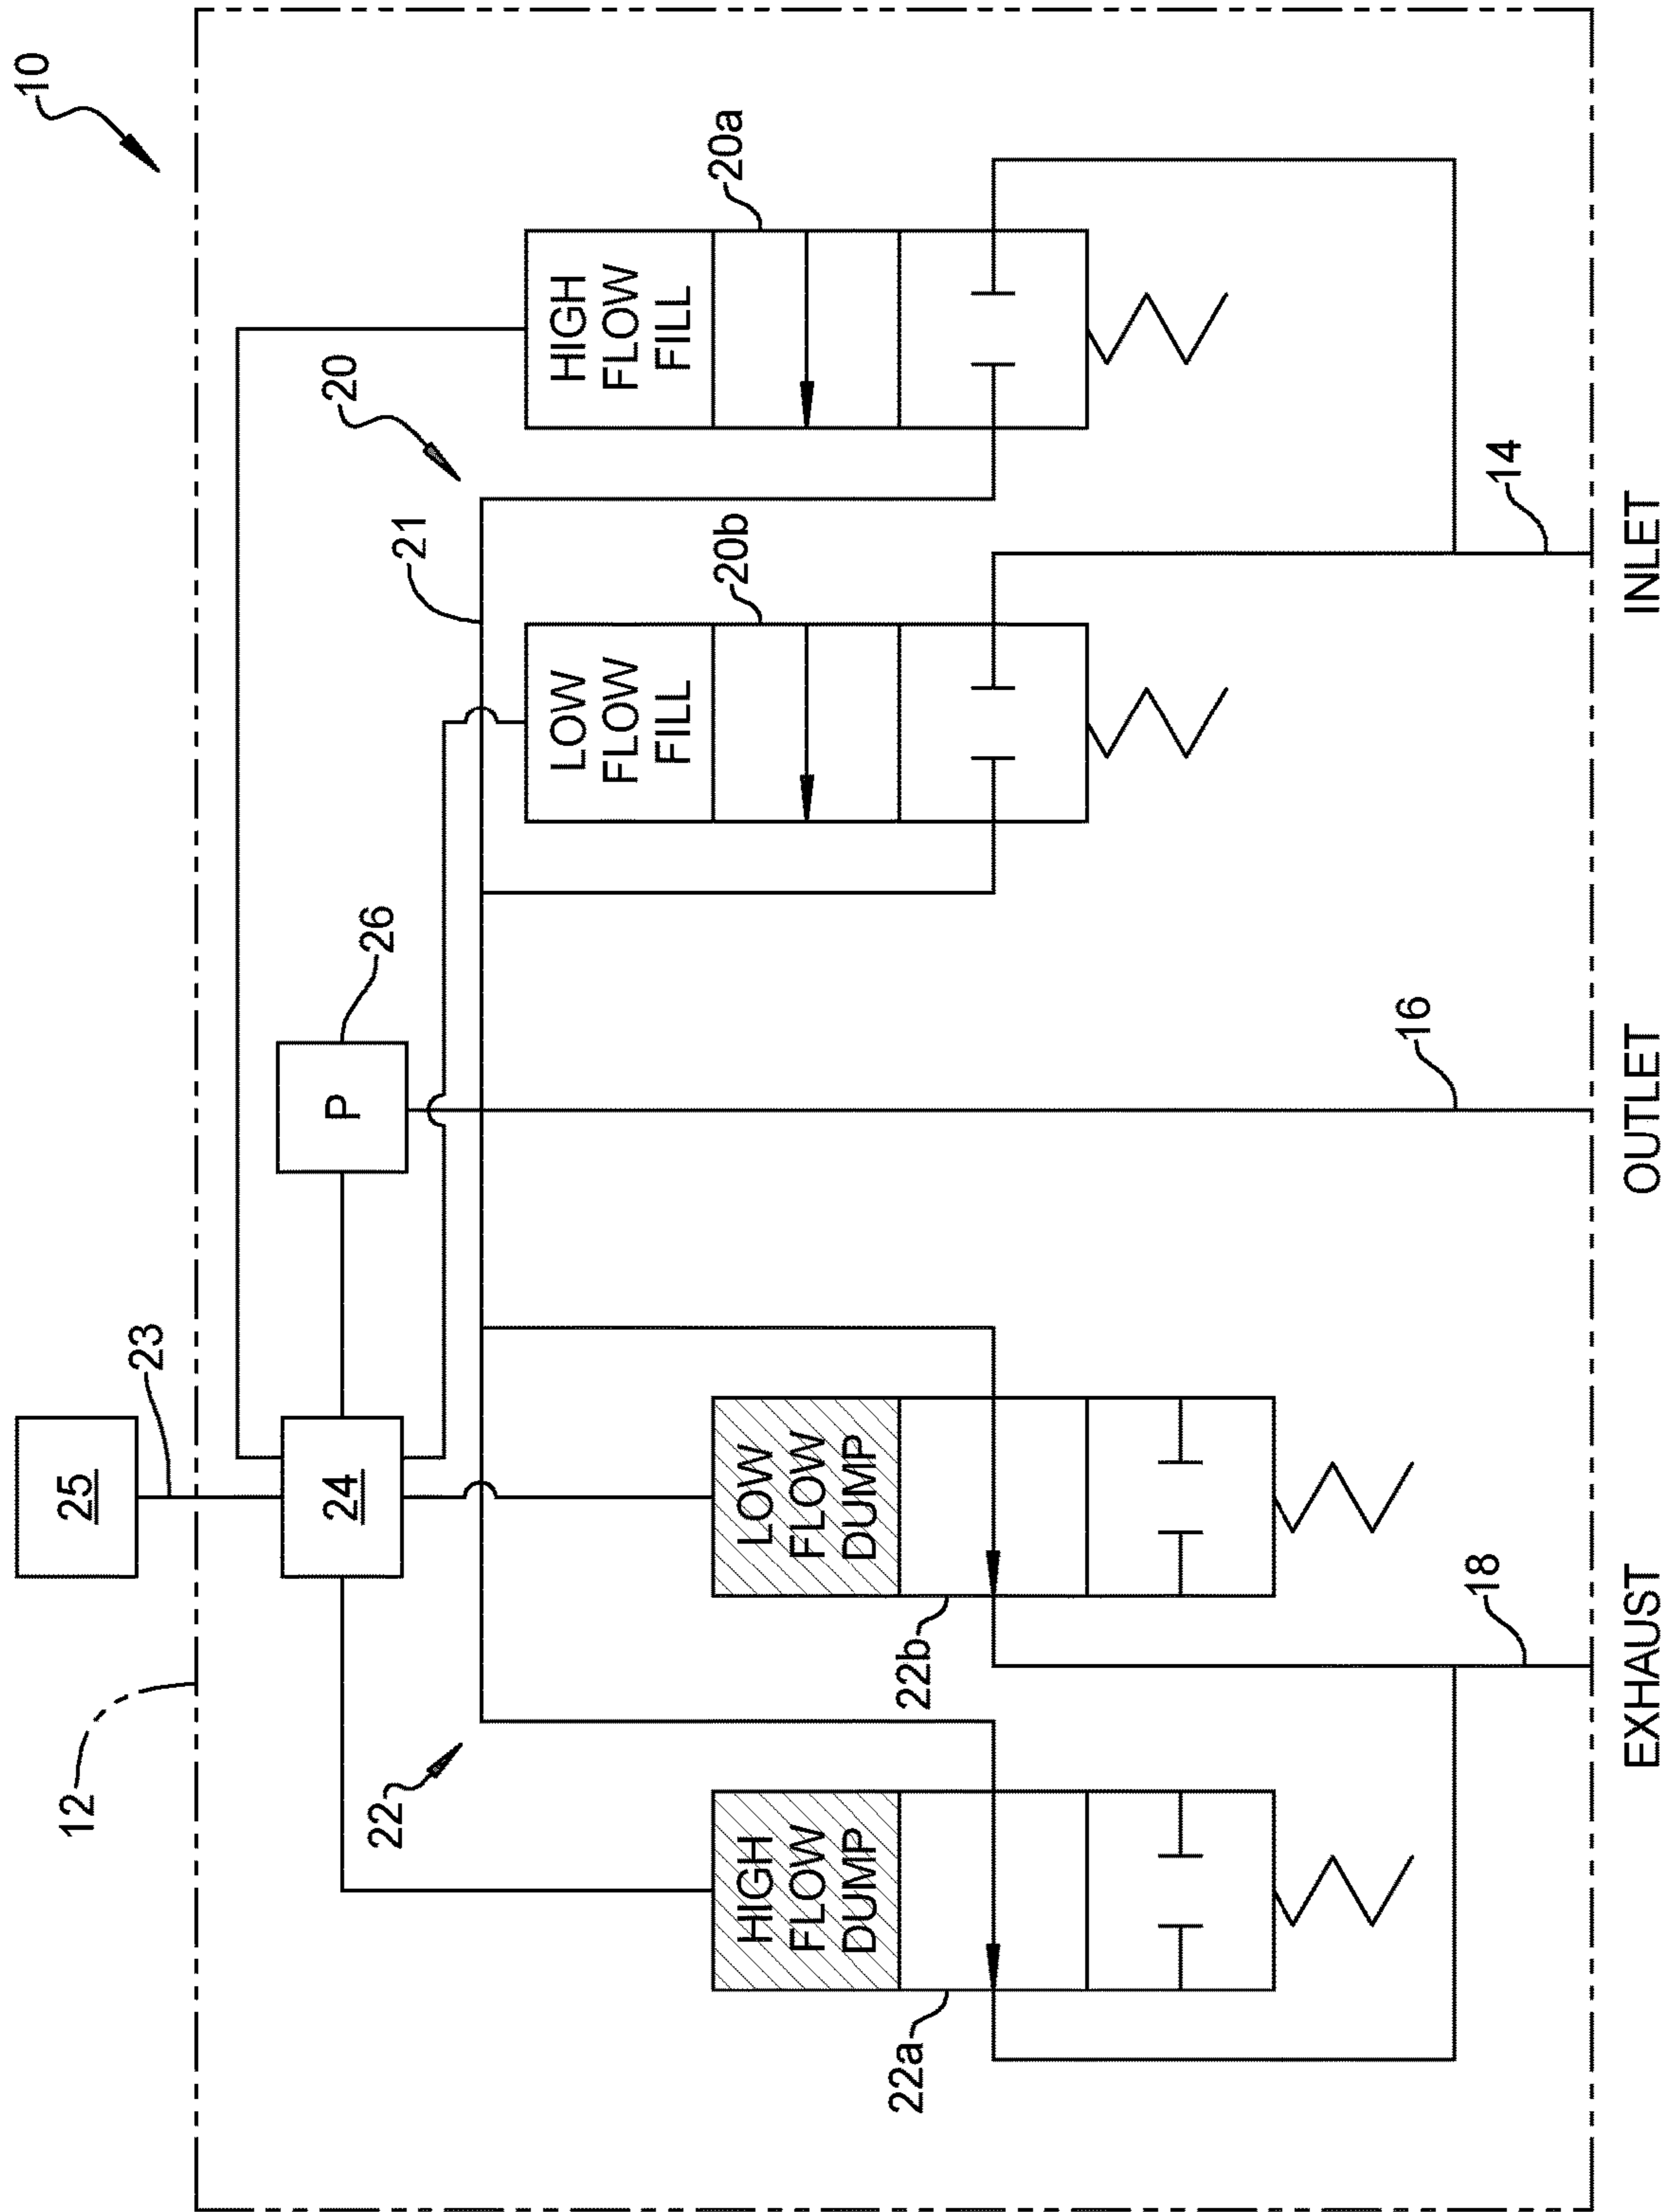 10
12
25
23
24
P
26
21
20
HIGH
FLOW
FILL
20a
LOW
FLOW
FILL
20b
22
HIGH
FLOW
DUMP
22a
LOW
FLOW
DUMP
22b
18
16
14
EXHAUST
OUTLET
INLET